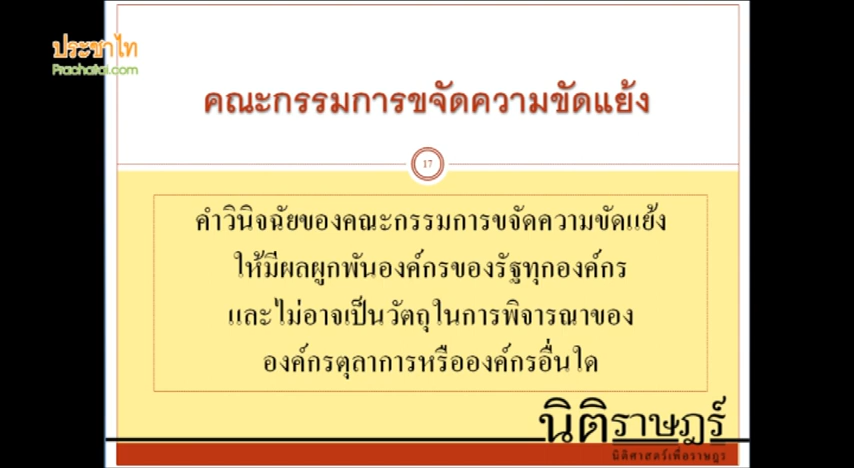 ประชาไท
Prachatai.com
คณะกรรมการขจัดความขัดแย้ง
17
คำวินิจฉัยของคณะกรรมการขจัดความขัดแย้ง
ให้มีผลผูกพันองค์กรของรัฐทุกองค์กร
และไม่อาจเป็นวัตถุในการพิจารณาของ
องค์กรตุลาการหรือองค์กรอื่นใด
นิติราษฎร์
นิติศาสตร์เพื่อราษฎร